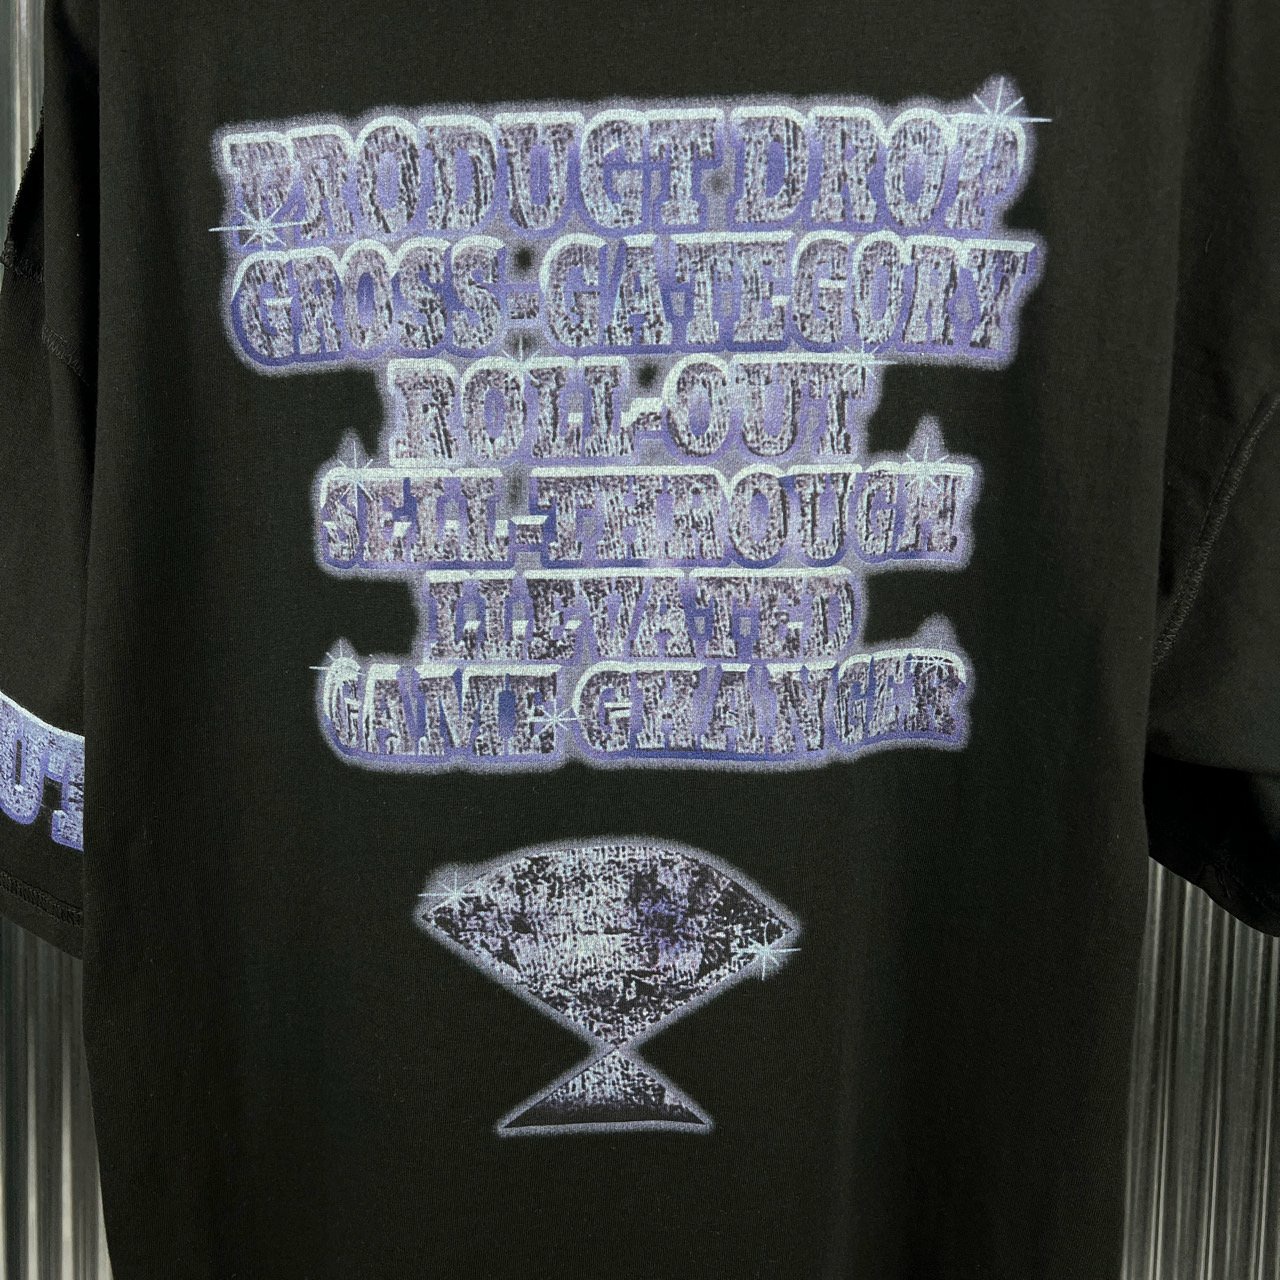 PRODUCT DROP
CROSS-CATEGORY
ROLL-OUT
SELL-THROUGH
ELEVATED
GAME CHANGER